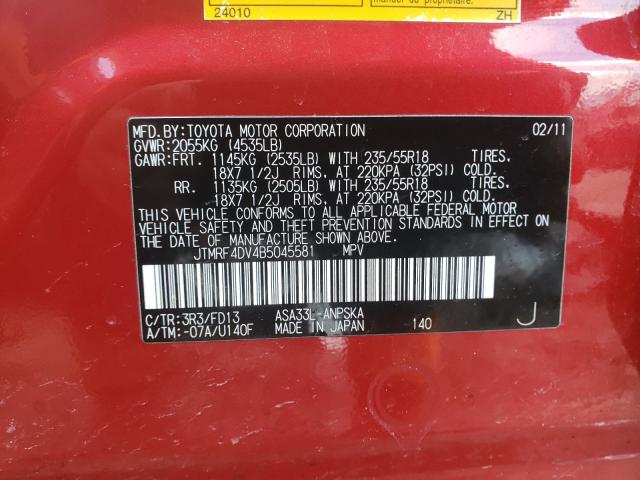 manuel du propriétaire.
24010 ZH
MFD.BY:TOYOTA MOTOR CORPORATION 02/11
GVWR:2055KG (4535LB)
GAWR:FRT. 1145KG (2535LB) WITH 235/55R18 TIRES,
18X7 1/2J RIMS, AT 220KPA (32PSI) COLD.
RR. 1135KG (2505LB) WITH 235/55R18 TIRES,
18X7 1/2J RIMS, AT 220KPA (32PSI) COLD.
THIS VEHICLE CONFORMS TO ALL APPLICABLE FEDERAL MOTOR
VEHICLE SAFETY AND THEFT PREVENTION STANDARDS IN EFFECT ON
THE DATE OF MANUFACTURE SHOWN ABOVE.
JTMRF4DV4B5045581 MPV
C/TR:3R3/FD13 ASA33L-ANPSKA
A/TM:-07A/U140F MADE IN JAPAN 140 J